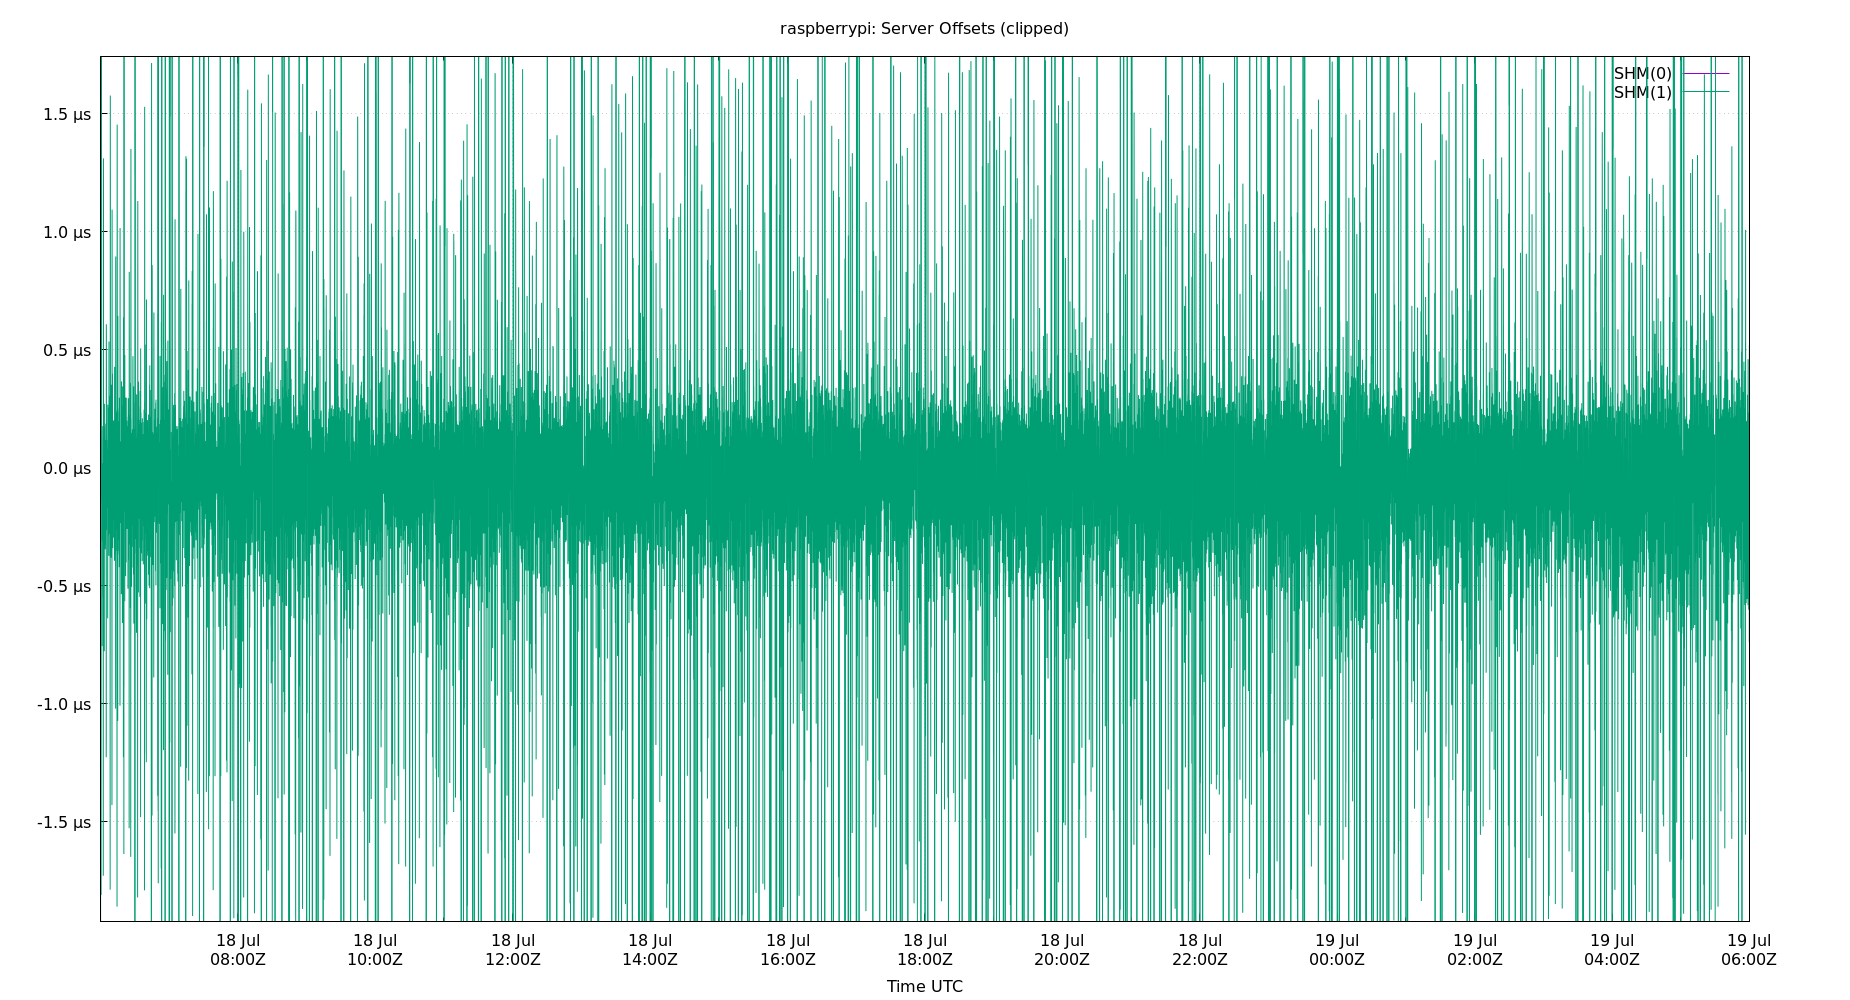 raspberrypi: Server Offsets (clipped)
SHM(0)
SHM(1)
1.5 µs
1.0 µs
0.5 µs
0.0 µs
-0.5 µs
-1.0 µs
-1.5 µs
18 Jul 18 Jul 18 Jul 18 Jul 18 Jul 18 Jul 18 Jul 18 Jul 19 Jul 19 Jul 19 Jul 19 Jul
08:00Z 10:00Z 12:00Z 14:00Z 16:00Z 18:00Z 20:00Z 22:00Z 00:00Z 02:00Z 04:00Z 06:00Z
Time UTC